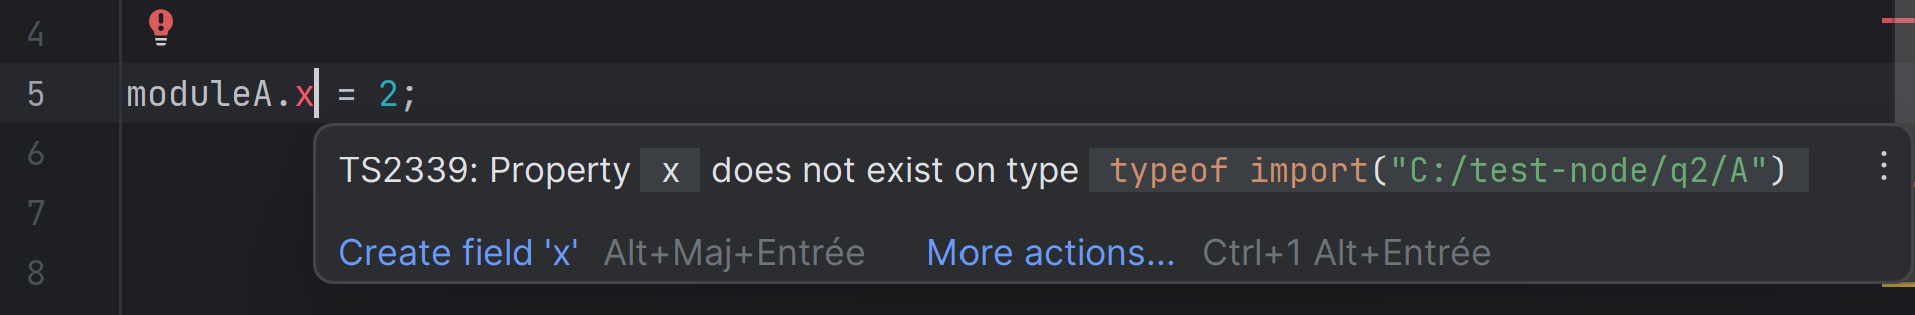 4
5 moduleA.x = 2;
6
TS2339: Property x does not exist on type typeof import("C:/test-node/q2/A")
7
Create field 'x' Alt+Maj+Entrée More actions... Ctrl+1 Alt+Entrée
8